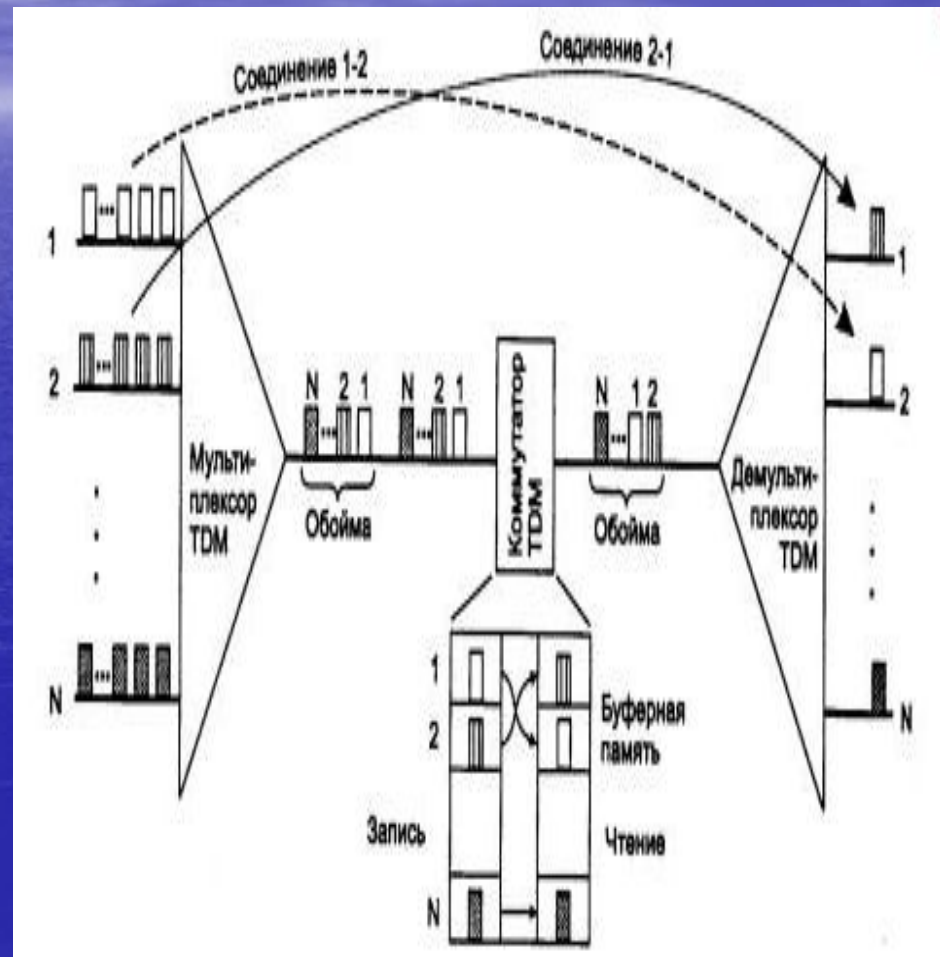 Соединение 1-2
Соединение 2-1
1
1
2
2
N 2 1 N 2 1
N 1 2
Коммутатор
TDM
Мульти-
плексор
TDM
Обойма
Обойма
Демульти-
плексор
TDM
N
N
1
2
Буферная
память
Запись
Чтение
N